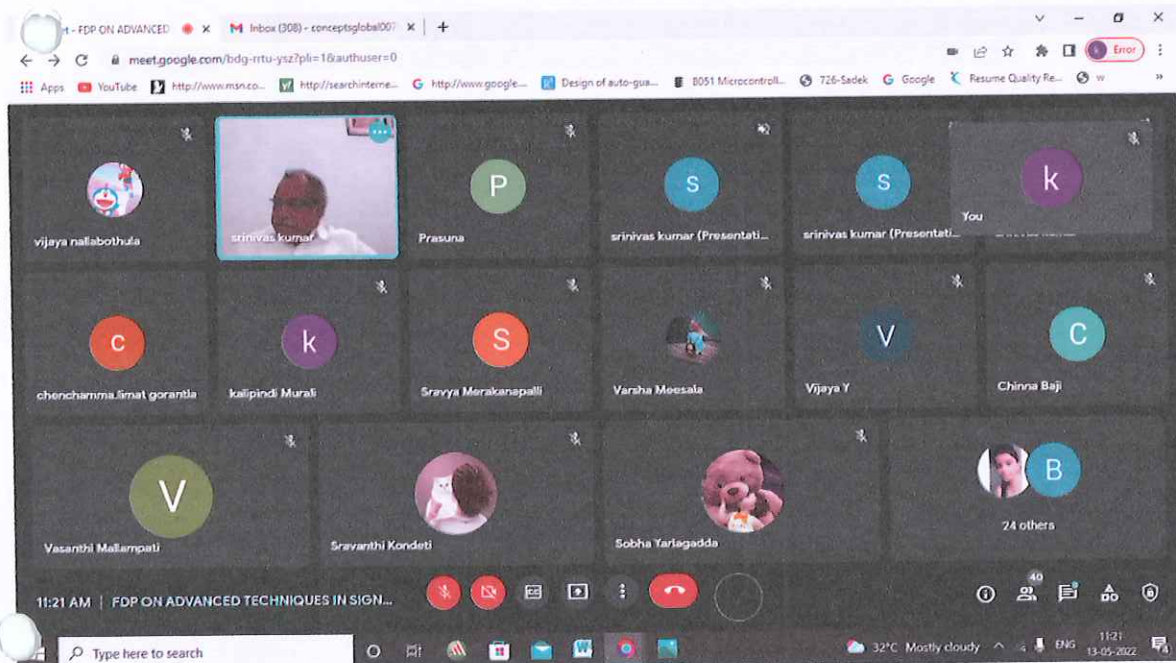 t - FDP ON ADVANCED
Inbox (308) - conceptsglobal007
meet.google.com/bdg-rrtu-ysz?pli=1&authuser=0
Error
Apps YouTube http://www.msn.co... http://searchinterne... http://www.google.... Design of auto-gua... 8051 Microcontroll... 726-Sadek Google Resume Quality Re... w
vijaya nallabothula
srinivas kumar
P
Prasuna
s
srinivas kumar (Presentati...
s
srinivas kumar (Presentati...
k
You
c
chenchamma.limat gorantla
k
kalipindi Murali
S
Sravya Merakanapalli
Varsha Meesala
V
Vijaya Y
C
Chinna Baji
V
Vasanthi Mallampati
Sravanthi Kondeti
Sobha Yarlagadda
B
24 others
11:21 AM | FDP ON ADVANCED TECHNIQUES IN SIGN...
40
Type here to search
32°C Mostly cloudy
ENG
11:21
13-05-2022